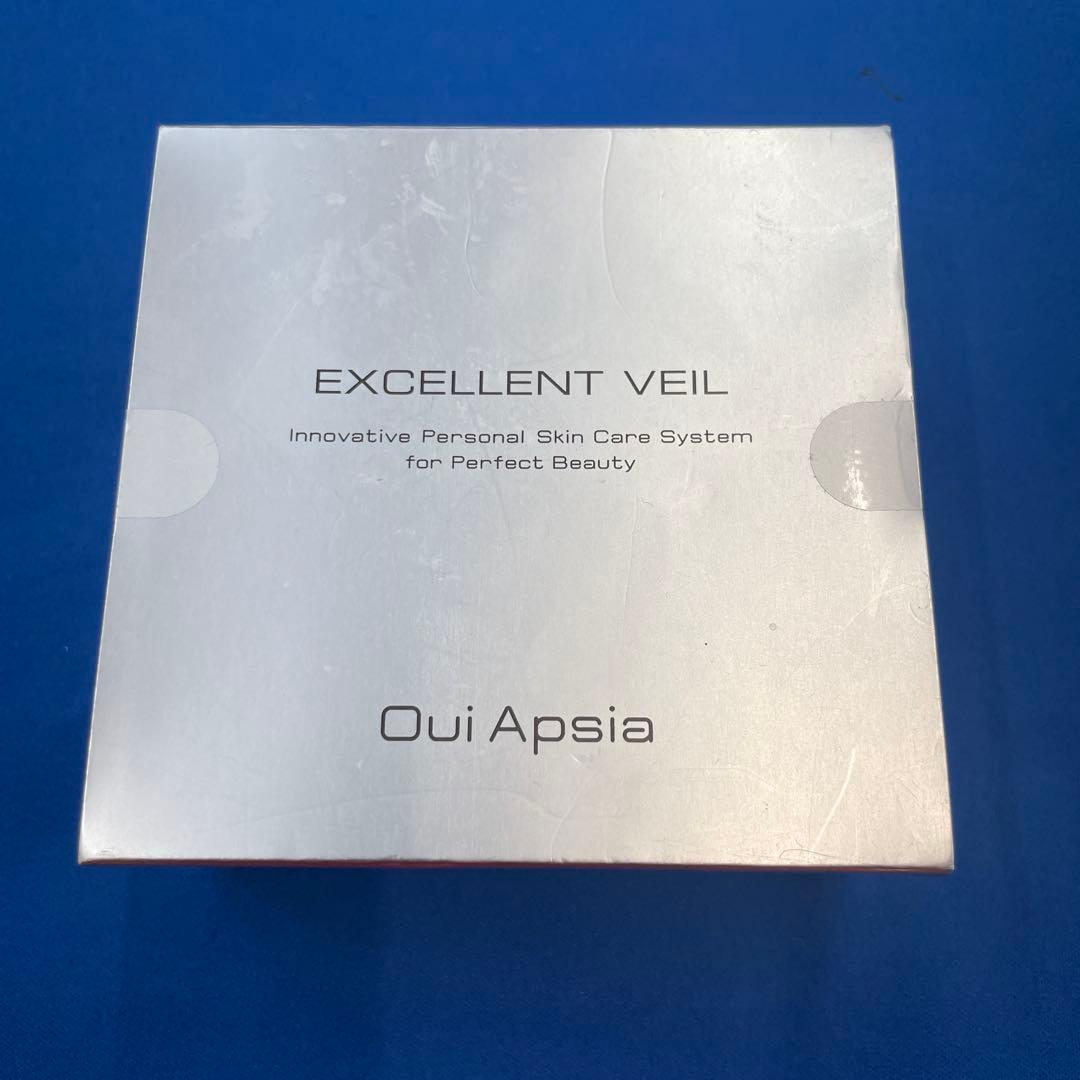 EXCELLENT VEIL
Innovative Personal Skin Care System
for Perfect Beauty
Oui Apsia